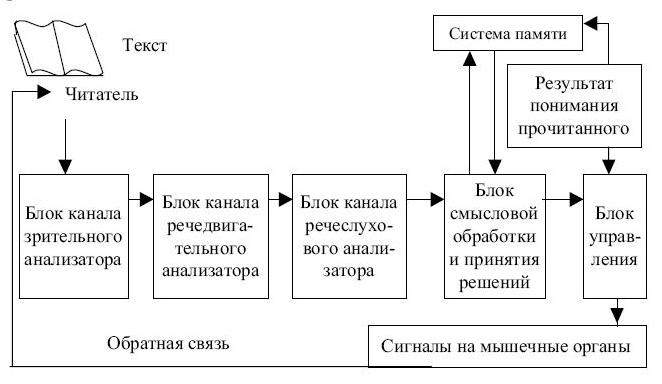 Текст
Читатель
Система памяти
Результат
понимания
прочитанного
Блок канала
зрительного
анализатора
Блок канала
речедвига-
тельного
анализатора
Блок канала
речеслухо-
вого анали-
затора
Блок
смысловой
обработки
и принятия
решений
Блок
управ-
ления
Обратная связь
Сигналы на мышечные органы